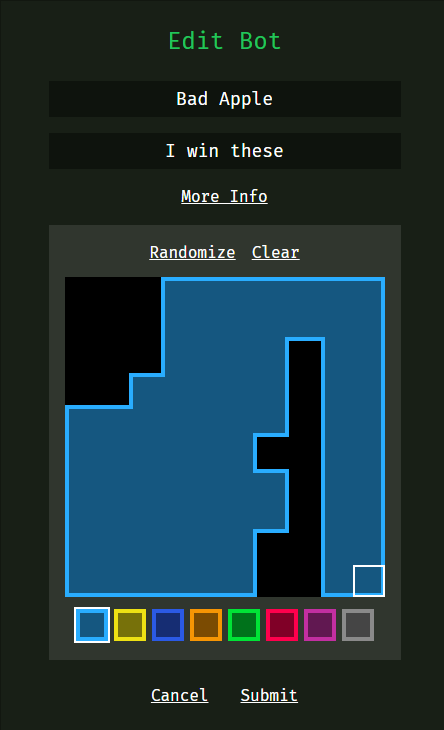 Edit Bot
Bad Apple
I win these
More Info
Randomize Clear
Cancel Submit